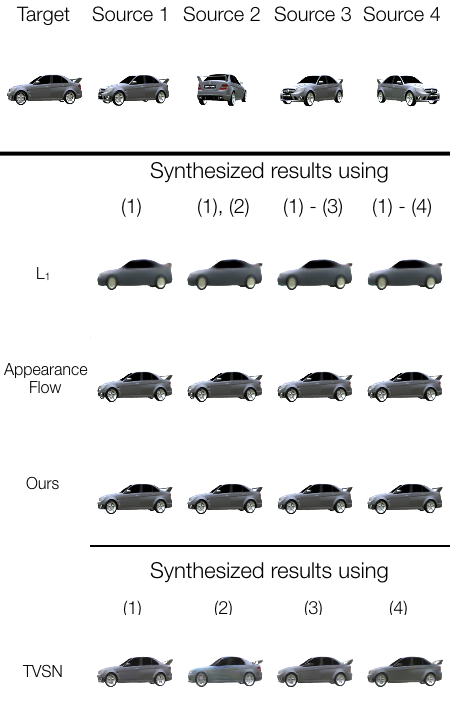 Target Source 1 Source 2 Source 3 Source 4
Synthesized results using
(1) (1), (2) (1) - (3) (1) - (4)
L₁
Appearance
Flow
Ours
Synthesized results using
(1) (2) (3) (4)
TVSN